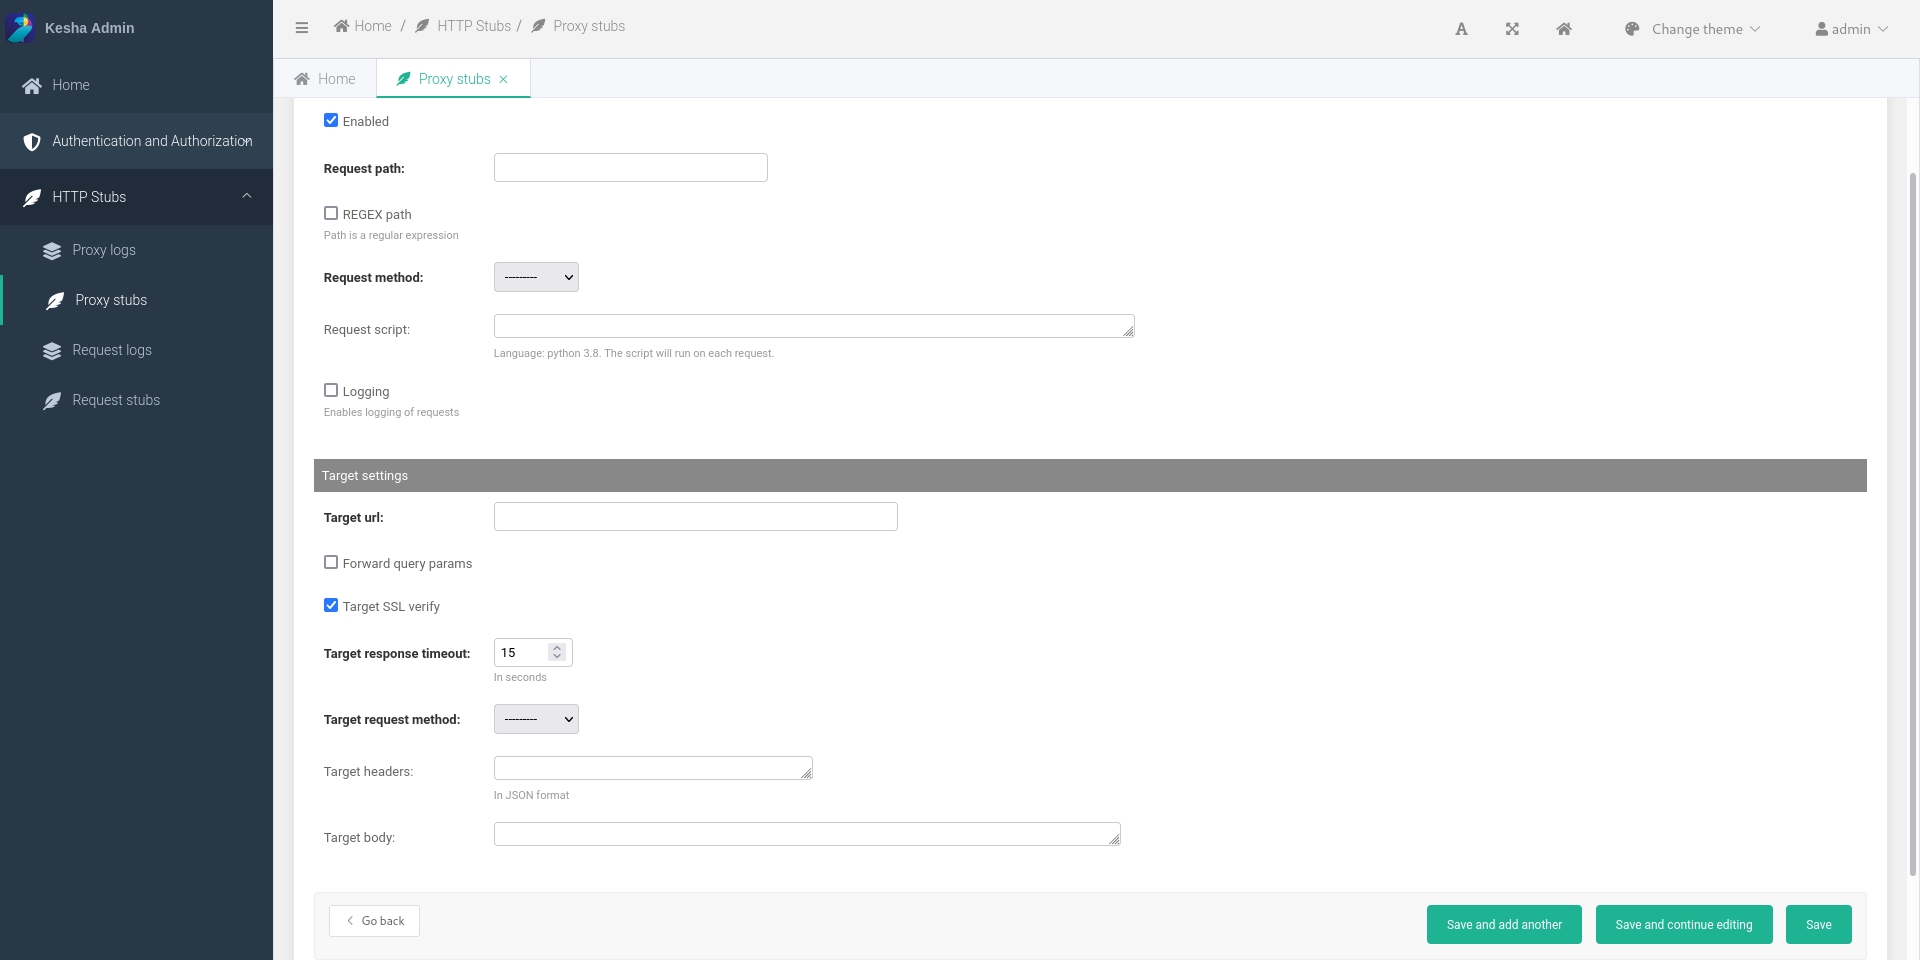 Kesha Admin
Home / HTTP Stubs / Proxy stubs
A
Change theme
admin
Home
Proxy stubs ×
Home
Authentication and Authorization
HTTP Stubs
Proxy logs
Proxy stubs
Request logs
Request stubs
Enabled
Request path:
REGEX path
Path is a regular expression
Request method: ---------
Request script:
Language: python 3.8. The script will run on each request.
Logging
Enables logging of requests
Target settings
Target url:
Forward query params
Target SSL verify
Target response timeout: 15
In seconds
Target request method: ---------
Target headers:
In JSON format
Target body:
Go back
Save and add another
Save and continue editing
Save